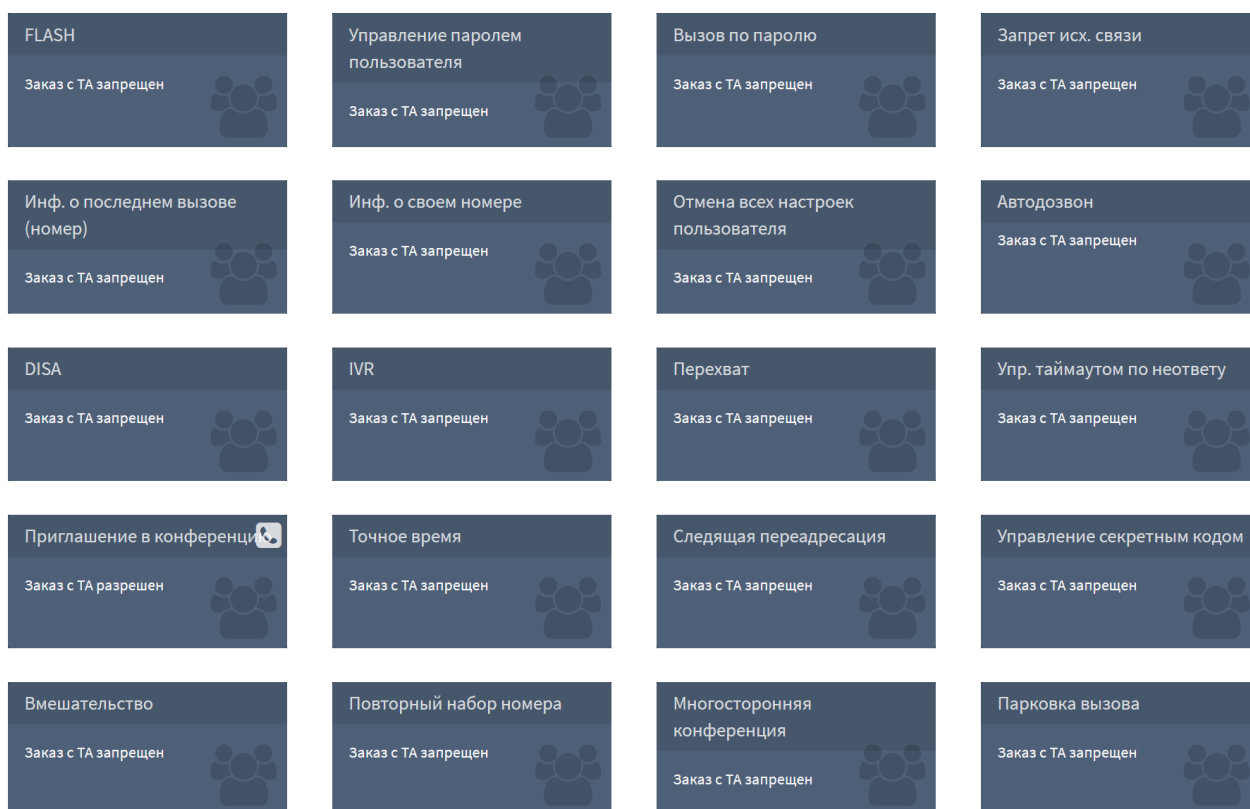 FLASH
Заказ с ТА запрещен
Управление паролем
пользователя
Заказ с ТА запрещен
Вызов по паролю
Заказ с ТА запрещен
Запрет исх. связи
Заказ с ТА запрещен
Инф. о последнем вызове
(номер)
Заказ с ТА запрещен
Инф. о своем номере
Заказ с ТА запрещен
Отмена всех настроек
пользователя
Заказ с ТА запрещен
Автодозвон
Заказ с ТА запрещен
DISA
Заказ с ТА запрещен
IVR
Заказ с ТА запрещен
Перехват
Заказ с ТА запрещен
Упр. таймаутом по неответу
Заказ с ТА запрещен
Приглашение в конференцию
Заказ с ТА разрешен
Точное время
Заказ с ТА запрещен
Следящая переадресация
Заказ с ТА запрещен
Управление секретным кодом
Заказ с ТА запрещен
Вмешательство
Заказ с ТА запрещен
Повторный набор номера
Заказ с ТА запрещен
Многосторонняя
конференция
Заказ с ТА запрещен
Парковка вызова
Заказ с ТА запрещен